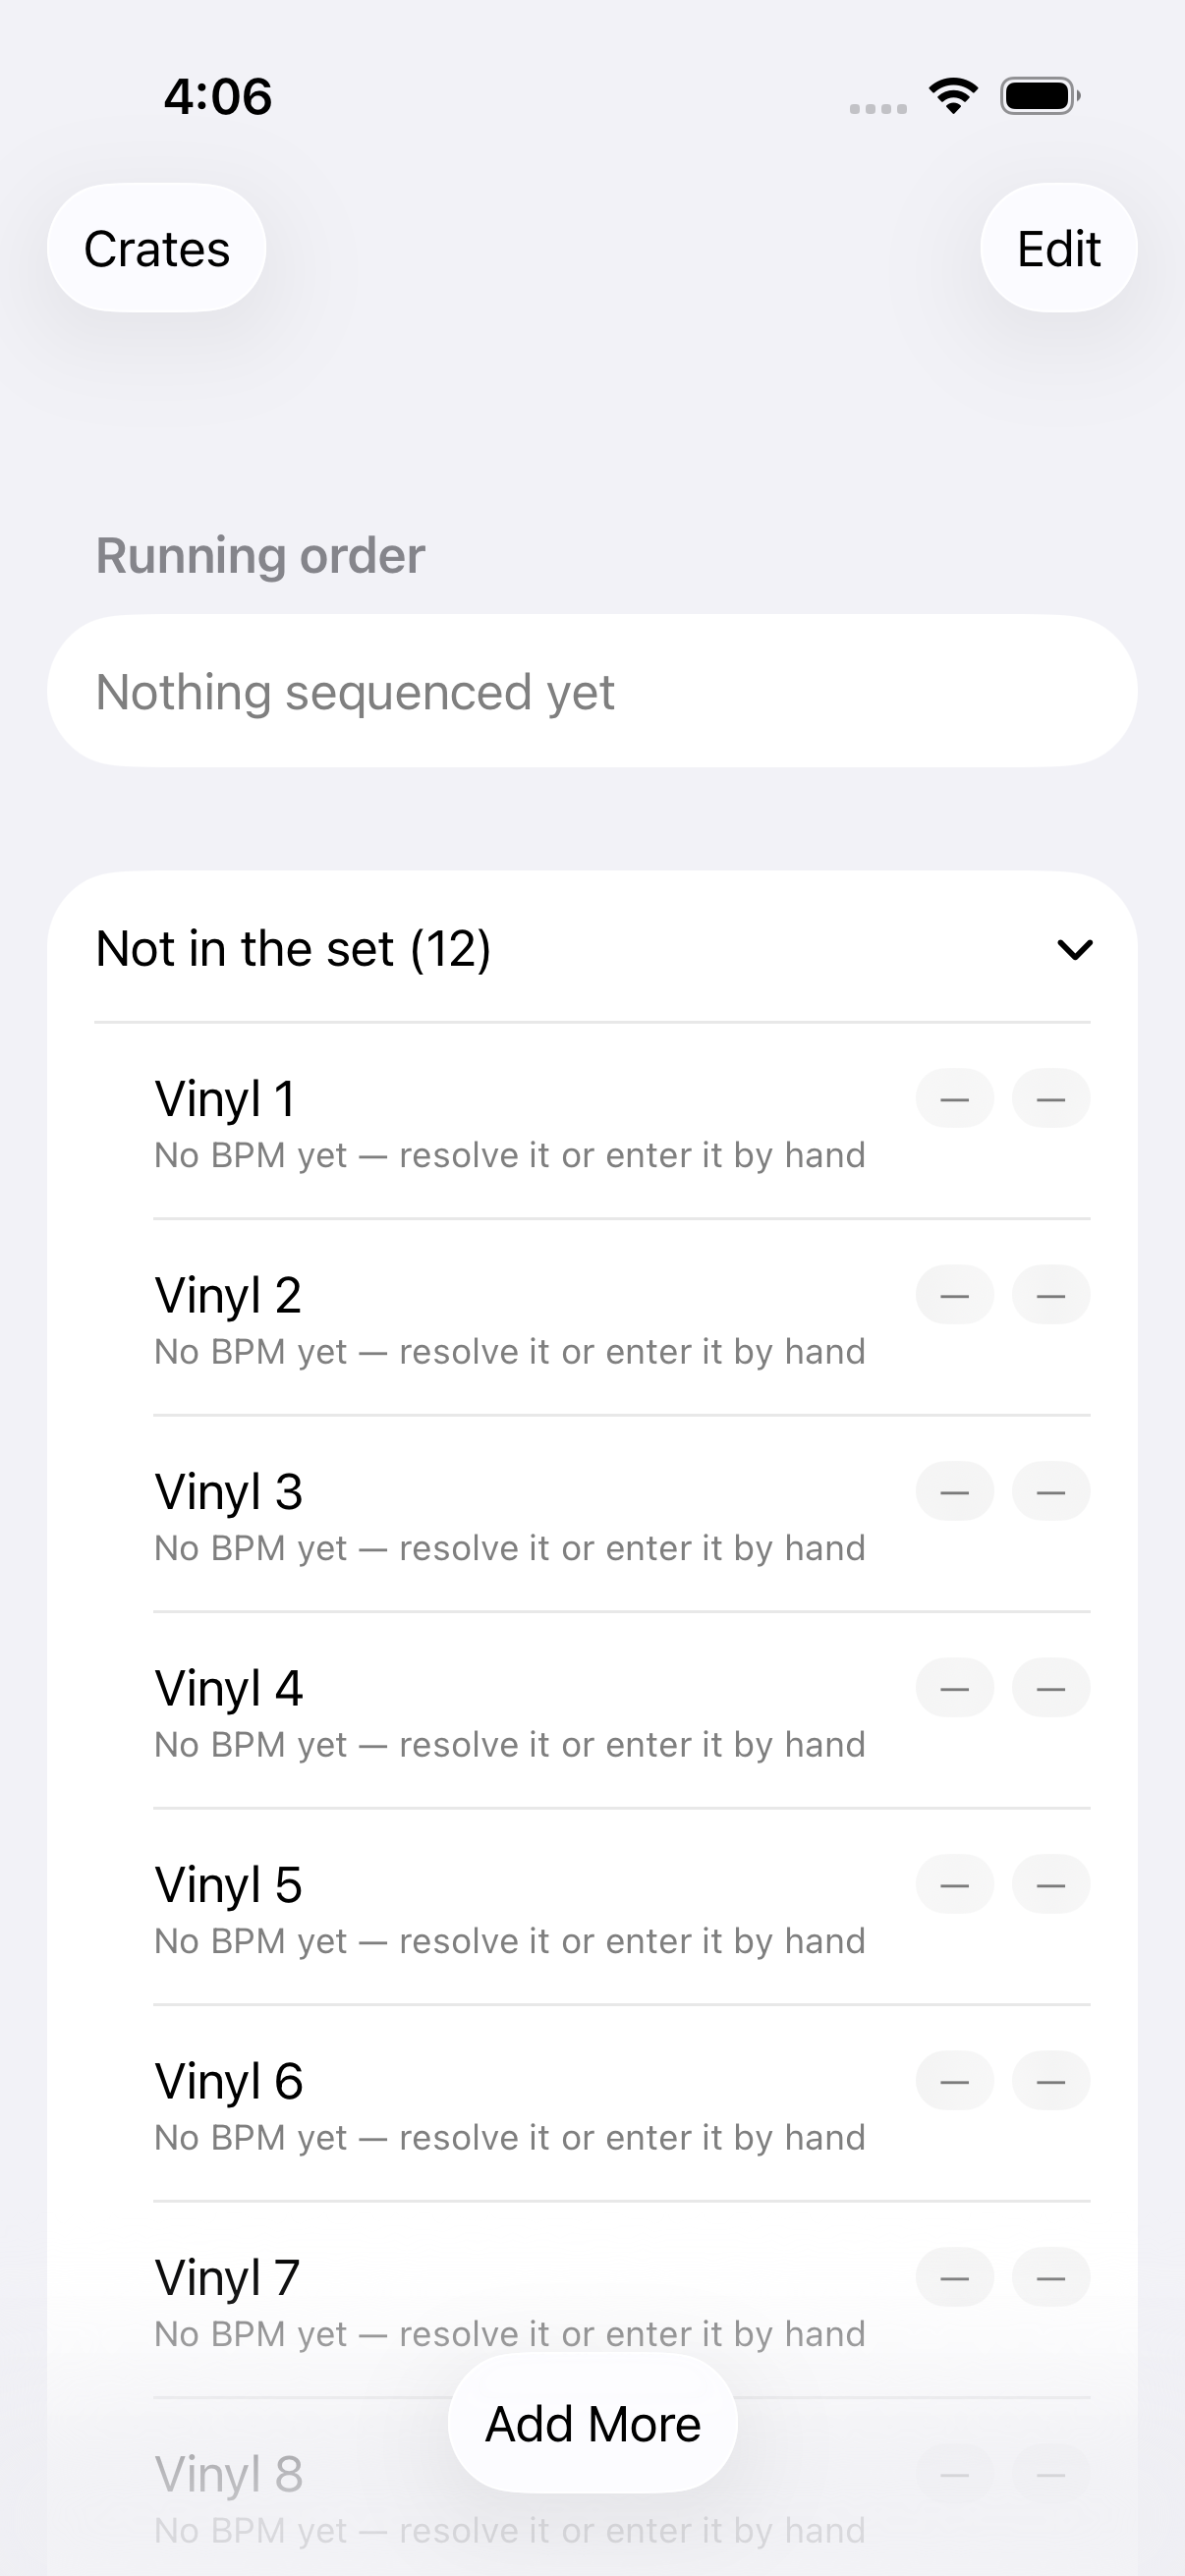 4:06
Crates
Edit
Running order
Nothing sequenced yet
Not in the set (12)
Vinyl 1
— —
No BPM yet — resolve it or enter it by hand
Vinyl 2
— —
No BPM yet — resolve it or enter it by hand
Vinyl 3
— —
No BPM yet — resolve it or enter it by hand
Vinyl 4
— —
No BPM yet — resolve it or enter it by hand
Vinyl 5
— —
No BPM yet — resolve it or enter it by hand
Vinyl 6
— —
No BPM yet — resolve it or enter it by hand
Vinyl 7
— —
No BPM yet — resolve it or enter it by hand
Add More
Vinyl 8
— —
No BPM yet — resolve it or enter it by hand